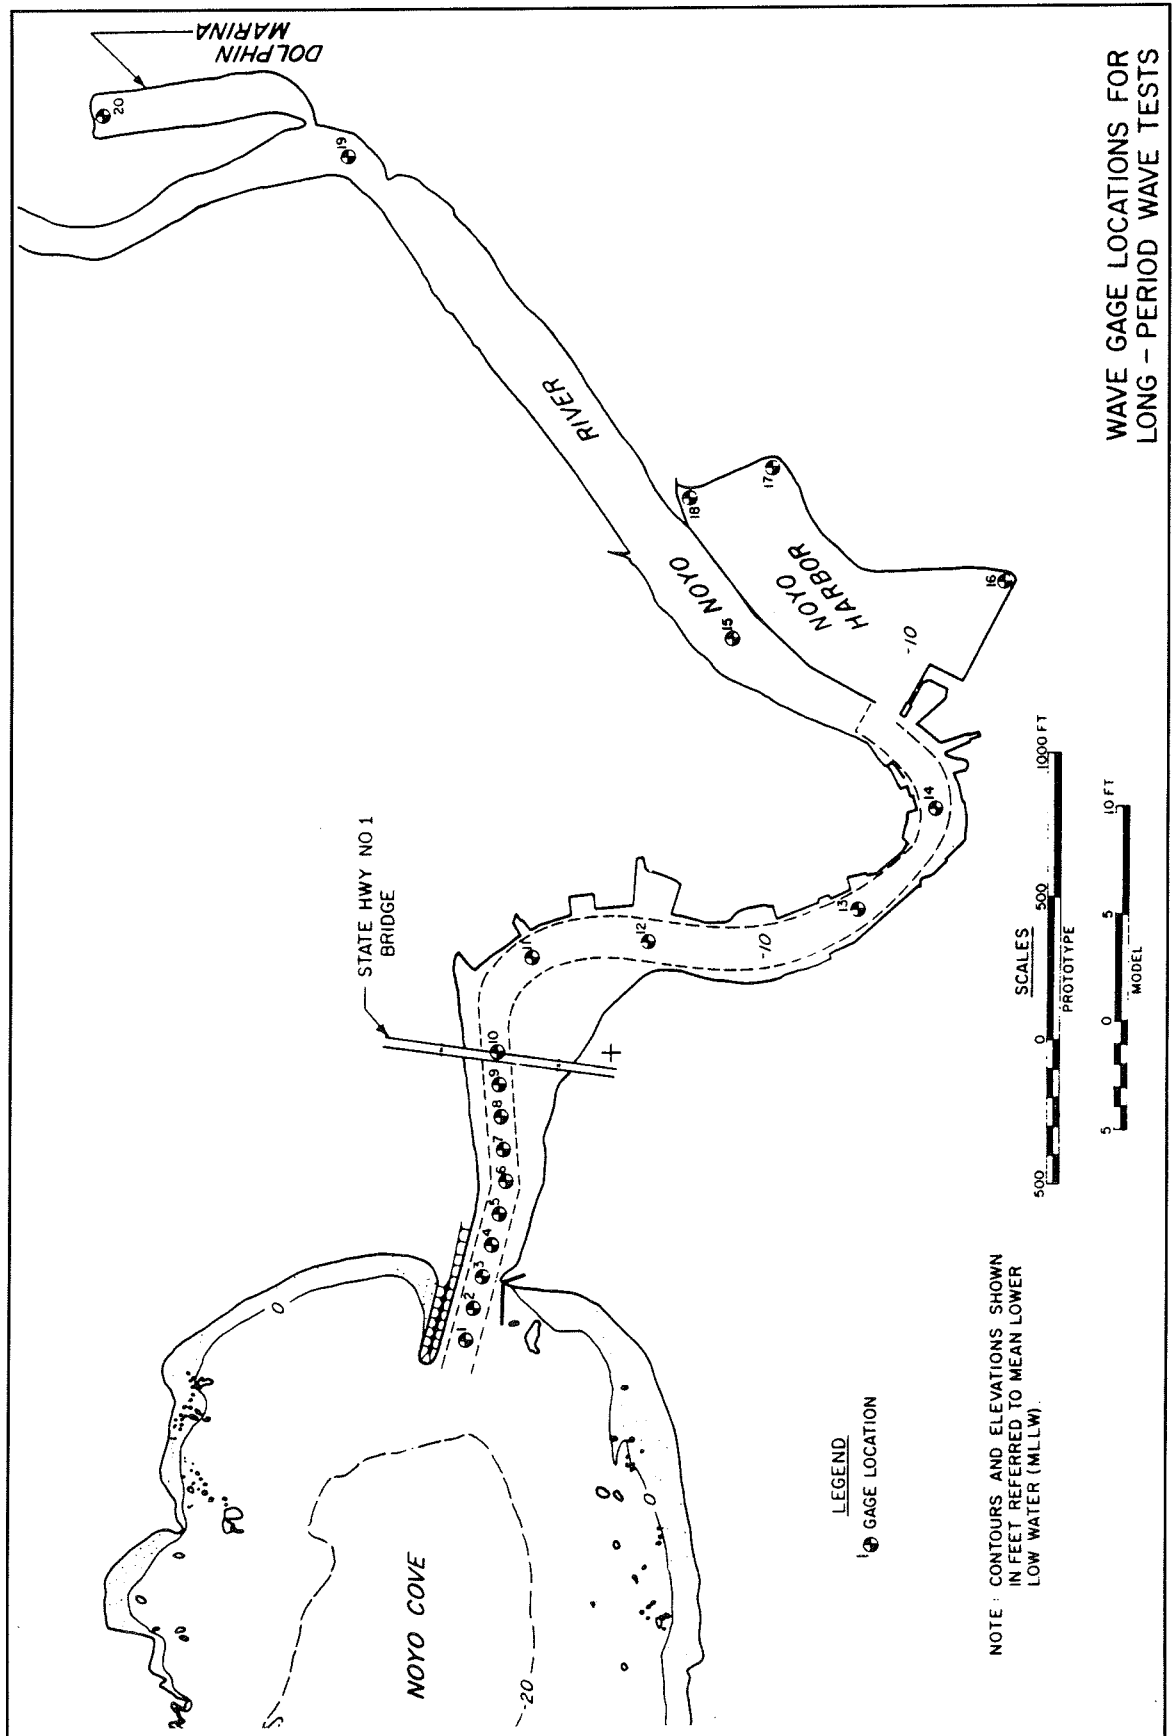 DOLPHIN
MARINA
20
19
RIVER
NOYO
18
17
NOYO
HARBOR
16
15
-10
14
13
STATE HWY NO 1
BRIDGE
12
11
-10
10
9
8
7
6
5
4
3
2
1
0
0
0
NOYO COVE
-20
LEGEND
1 GAGE LOCATION
NOTE: CONTOURS AND ELEVATIONS SHOWN
IN FEET REFERRED TO MEAN LOWER
LOW WATER (MLLW).
SCALES
500 0 500 1000 FT
PROTOTYPE
5 0 5 10 FT
MODEL
WAVE GAGE LOCATIONS FOR
LONG - PERIOD WAVE TESTS